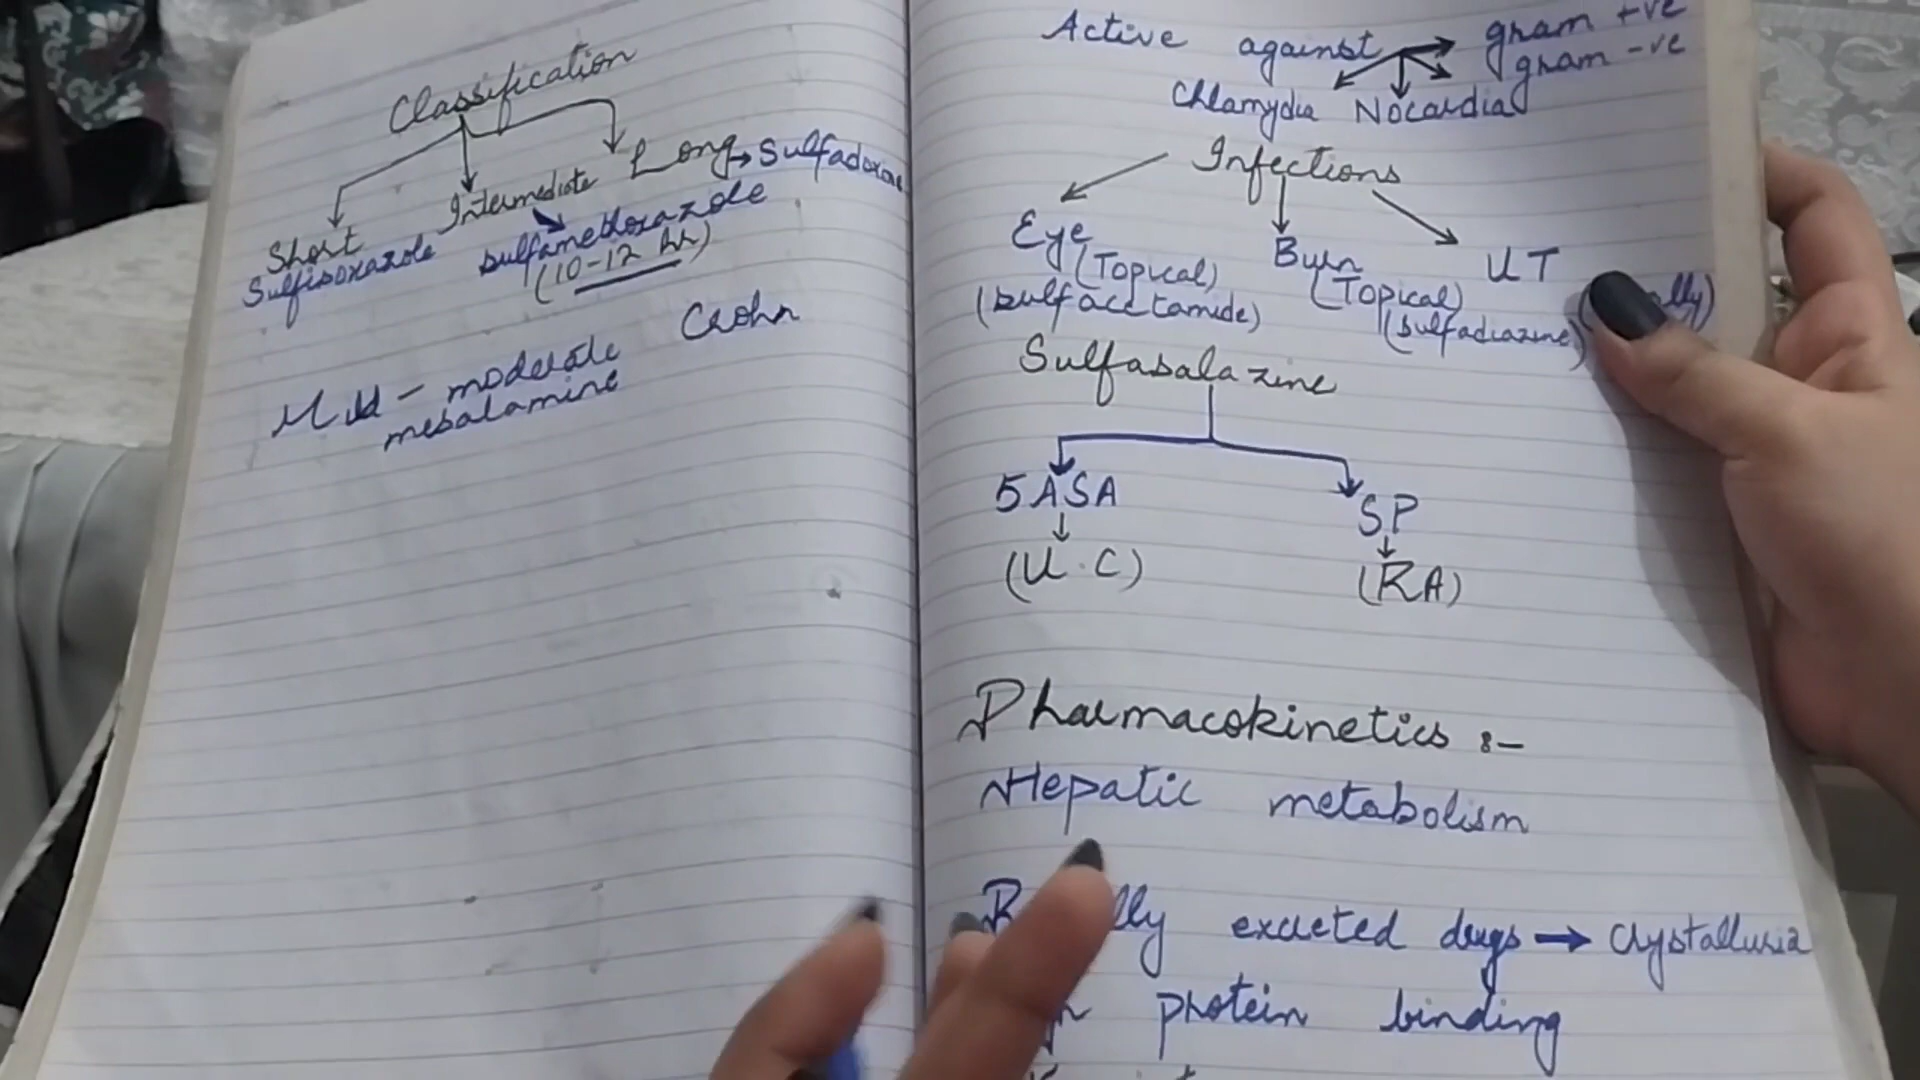 Classification
Long → Sulfadoxine
Intermediate
Short
sulfamethoxazole
Sulfisoxazole
(10-12 hr)
Crohn
Mild - moderate
mesalamine
Active against gram +ve
gram -ve
Chlamydia Nocardia
Infections
Eye Burn UT
(Topical) (Topical)
(sulfacetamide) (sulfadiazine)
Sulfasalazine
5ASA SP
(U.C) (RA)
Pharmacokinetics :-
Hepatic metabolism
excreted drugs → Crystalluria
protein binding